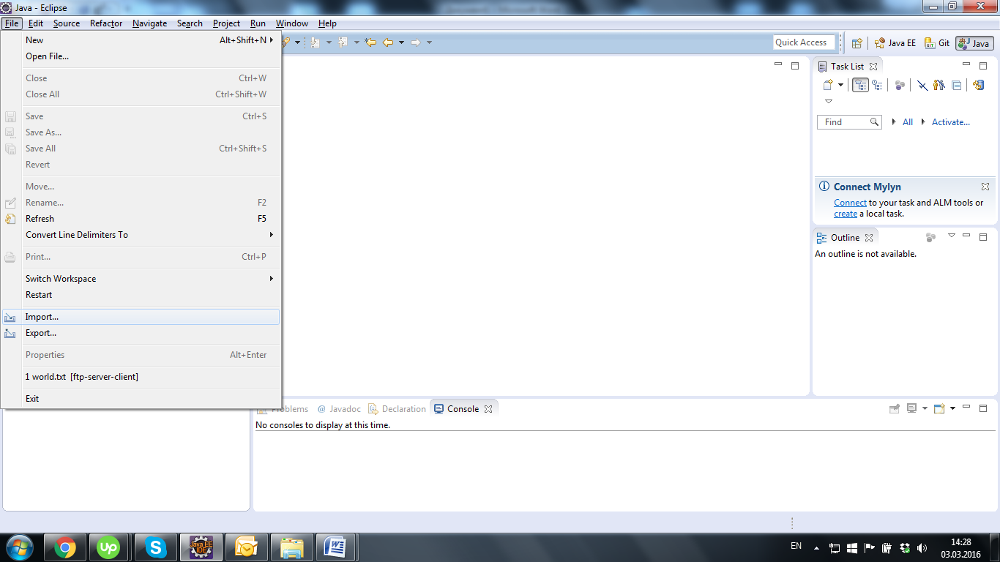 Java - Eclipse
File Edit Source Refactor Navigate Search Project Run Window Help
New Alt+Shift+N
Open File...
Close Ctrl+W
Close All Ctrl+Shift+W
Save Ctrl+S
Save As...
Save All Ctrl+Shift+S
Revert
Move...
Rename... F2
Refresh F5
Convert Line Delimiters To
Print... Ctrl+P
Switch Workspace
Restart
Import...
Export...
Properties Alt+Enter
1 world.txt [ftp-server-client]
Exit
Quick Access Java EE GIT Git Java
Task List
Find All Activate...
Connect Mylyn
Connect to your task and ALM tools or
create a local task.
Outline
An outline is not available.
Problems @ Javadoc Declaration Console
No consoles to display at this time.
up S Java EE IDE W
EN
14:28
03.03.2016